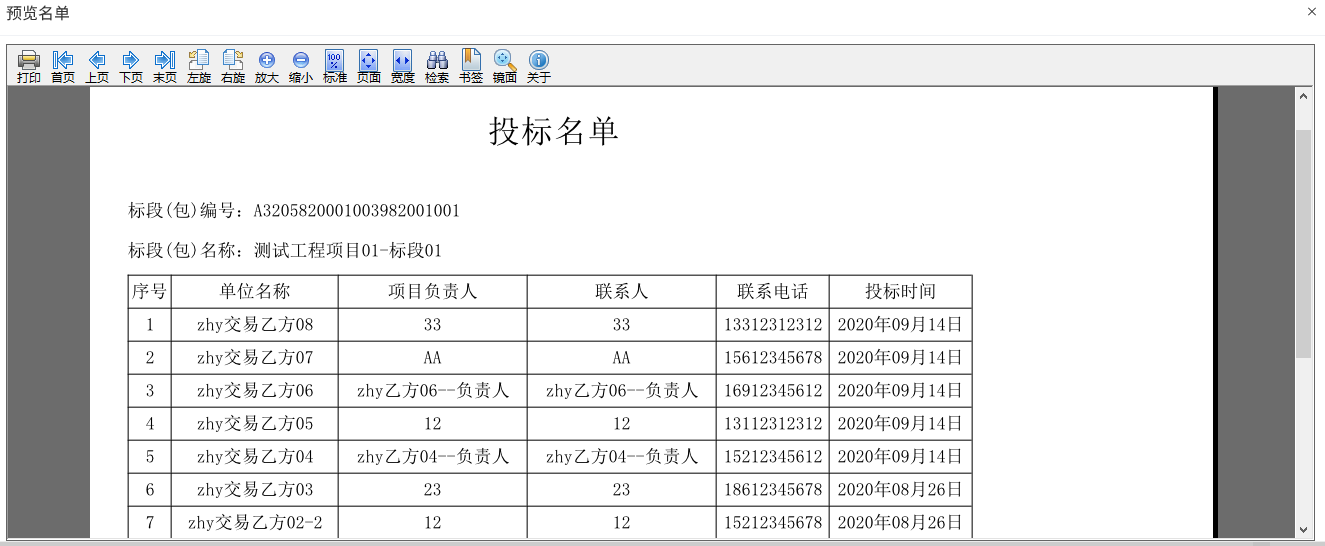 预览名单 ×
打印 首页 上页 下页 末页 左旋 右旋 放大 缩小 标准 页面 宽度 检索 书签 镜面 关于
投标名单
标段(包)编号：A3205820001003982001001
标段(包)名称：测试工程项目01-标段01
序号 单位名称 项目负责人 联系人 联系电话 投标时间
1 zhy交易乙方08 33 33 13312312312 2020年09月14日
2 zhy交易乙方07 AA AA 15612345678 2020年09月14日
3 zhy交易乙方06 zhy乙方06--负责人 zhy乙方06--负责人 16912345612 2020年09月14日
4 zhy交易乙方05 12 12 13112312312 2020年09月14日
5 zhy交易乙方04 zhy乙方04--负责人 zhy乙方04--负责人 15212345612 2020年09月14日
6 zhy交易乙方03 23 23 18612345678 2020年08月26日
7 zhy交易乙方02-2 12 12 15212345678 2020年08月26日